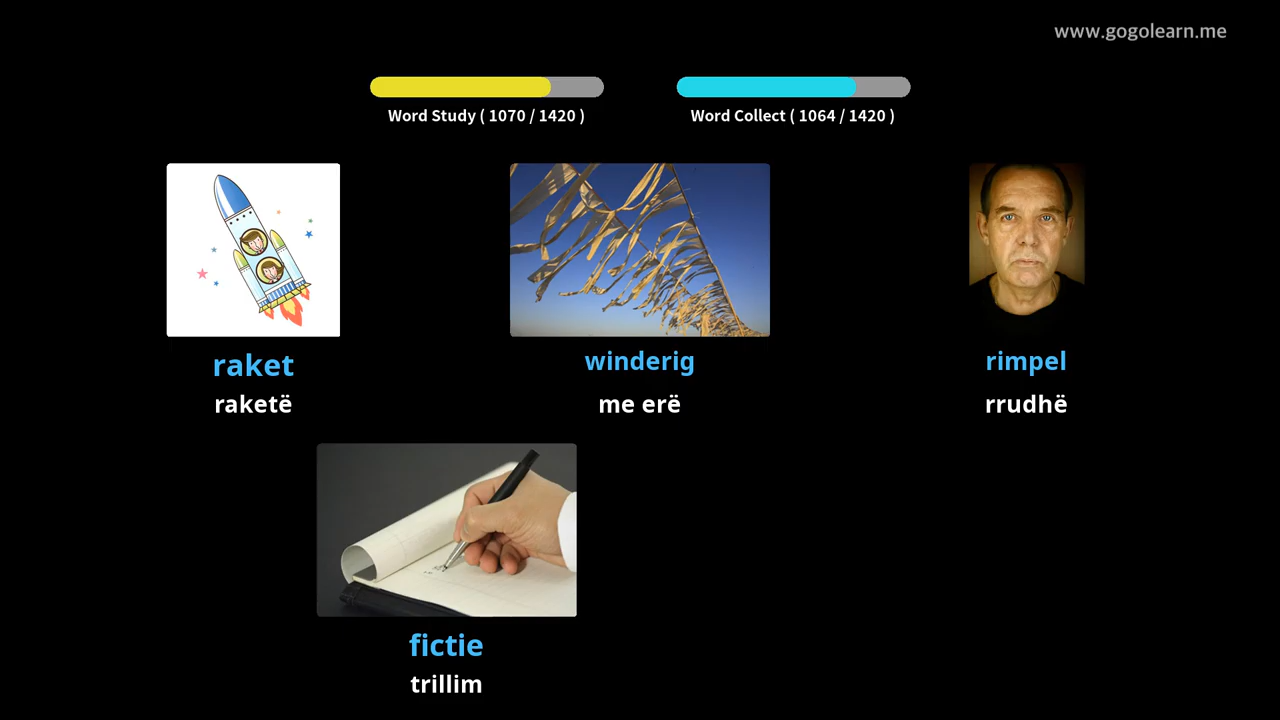 www.gogolearn.me
Word Study ( 1070 / 1420 )
Word Collect ( 1064 / 1420 )
raket
raketë
winderig
me erë
rimpel
rrudhë
fictie
trillim